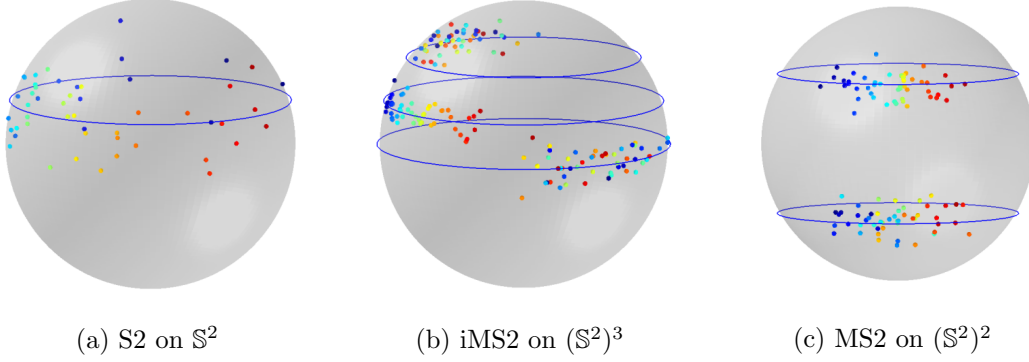 (a) S2 on 𝕊²
(b) iMS2 on (𝕊²)³
(c) MS2 on (𝕊²)²